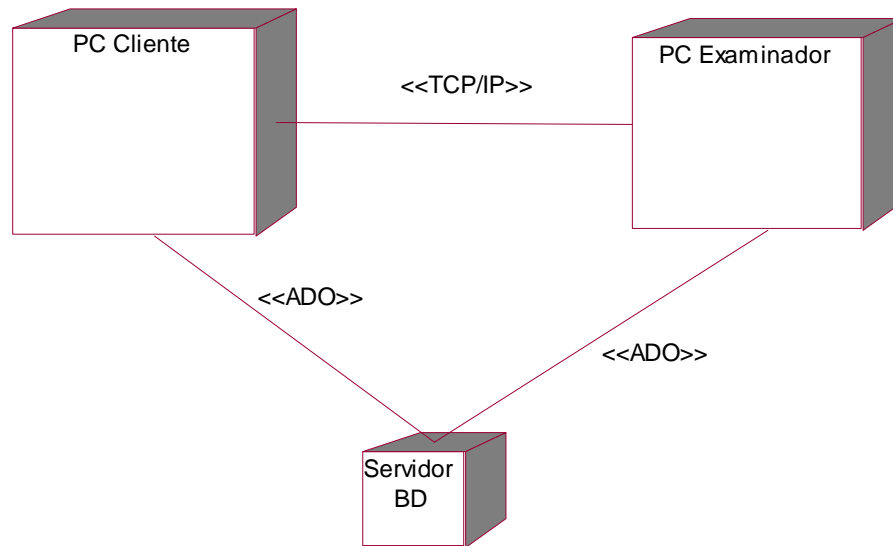 PC Cliente
PC Examinador
<<TCP/IP>>
<<ADO>>
<<ADO>>
Servidor
BD